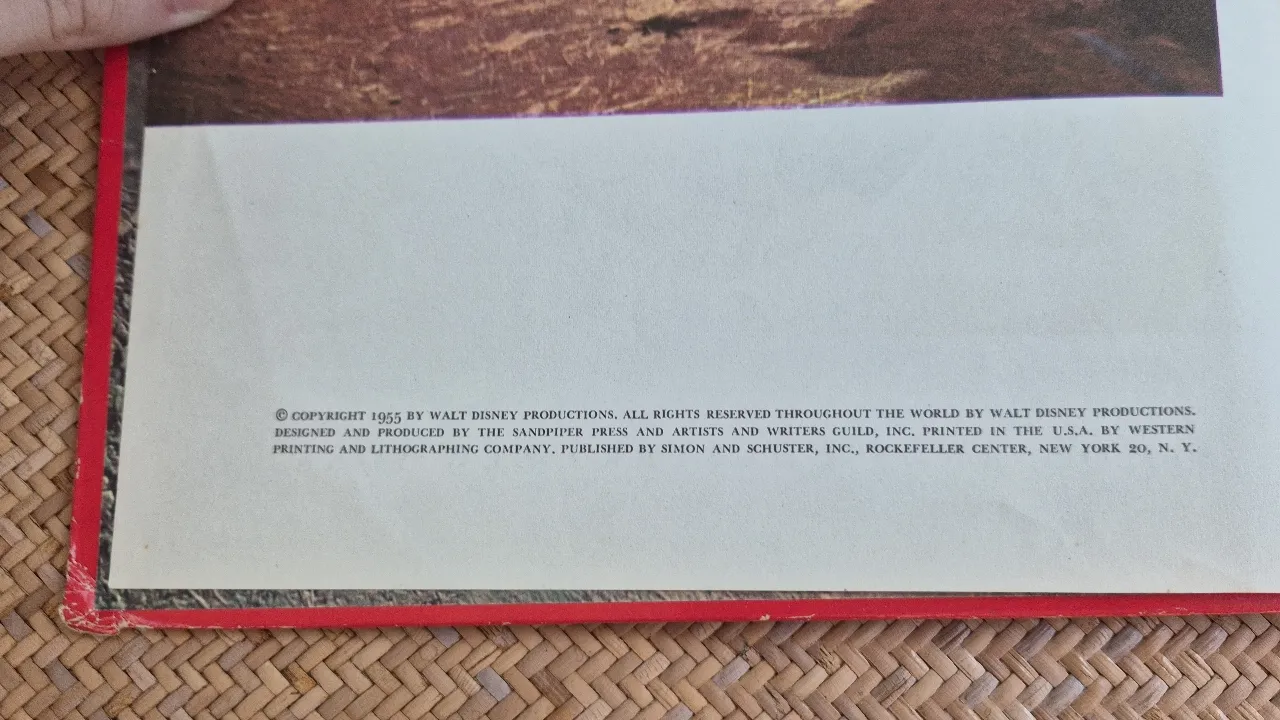 © COPYRIGHT 1955 BY WALT DISNEY PRODUCTIONS. ALL RIGHTS RESERVED THROUGHOUT THE WORLD BY WALT DISNEY PRODUCTIONS.
DESIGNED AND PRODUCED BY THE SANDPIPER PRESS AND ARTISTS AND WRITERS GUILD, INC. PRINTED IN THE U.S.A. BY WESTERN
PRINTING AND LITHOGRAPHING COMPANY. PUBLISHED BY SIMON AND SCHUSTER, INC., ROCKEFELLER CENTER, NEW YORK 20, N. Y.